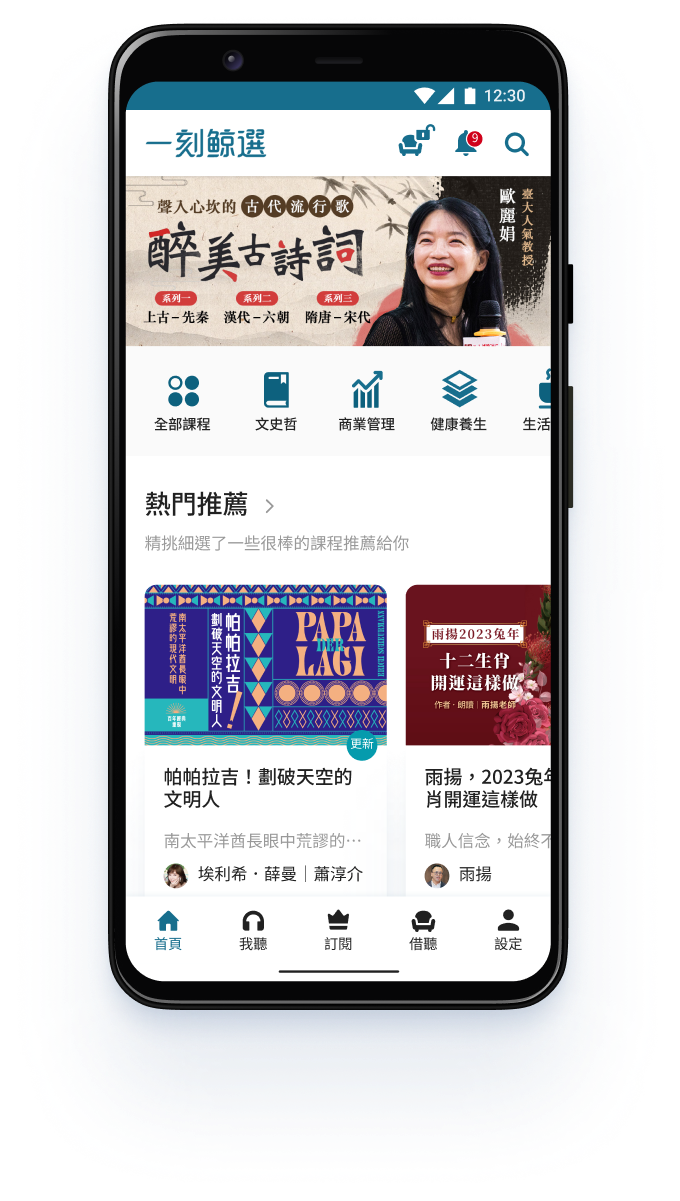 12:30
一刻鯨選
9
聲入心坎的古代流行歌
醉美古詩詞
系列一
系列二
系列三
上古－先秦
漢代－六朝
隋唐－宋代
歐麗娟
臺大人氣教授
全部課程
文史哲
商業管理
健康養生
生活
熱門推薦
精挑細選了一些很棒的課程推薦給你
南太平洋酋長眼中
荒謬的現代文明
帕帕拉吉！
劃破天空的文明人
PAPA
DER
LAGI
百年經典
重版
更新
雨揚2023兔年
十二生肖
開運這樣做
作者・朗讀｜雨揚老師
帕帕拉吉！劃破天空的
文明人
南太平洋酋長眼中荒謬的⋯
埃利希・薛曼｜蕭淳介
雨揚，2023兔年
肖開運這樣做
職人信念，始終不
雨揚
首頁
我聽
訂閱
借聽
設定